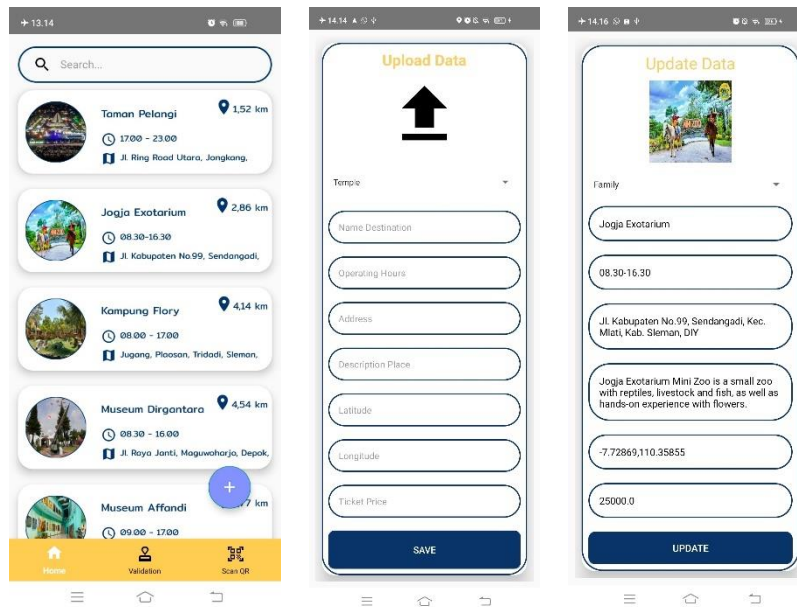 13.14
Search...
Taman Pelangi
1,52 km
17.00 - 23.00
Jl. Ring Road Utara, Jongkang,
Jogja Exotarium
2,86 km
08.30-16.30
Jl. Kabupaten No.99, Sendangadi,
Kampung Flory
4,14 km
08.00 - 17.00
Jugang, Plaosan, Tridadi, Sleman,
Museum Dirgantara
4,54 km
08.30 - 16.00
Jl. Raya Janti, Maguwoharjo, Depok,
Museum Affandi
km
09.00 - 17.00
Home
Validation
Scan QR
14.14
Upload Data
Temple
Name Destination
Operating Hours
Address
Description Place
Latitude
Longitude
Ticket Price
SAVE
14.16
Update Data
Family
Jogja Exotarium
08.30-16.30
Jl. Kabupaten No.99, Sendangadi, Kec.
Mlati, Kab. Sleman, DIY
Jogja Exotarium Mini Zoo is a small zoo
with reptiles, livestock and fish, as well as
hands-on experience with flowers.
-7.72869,110.35855
25000.0
UPDATE